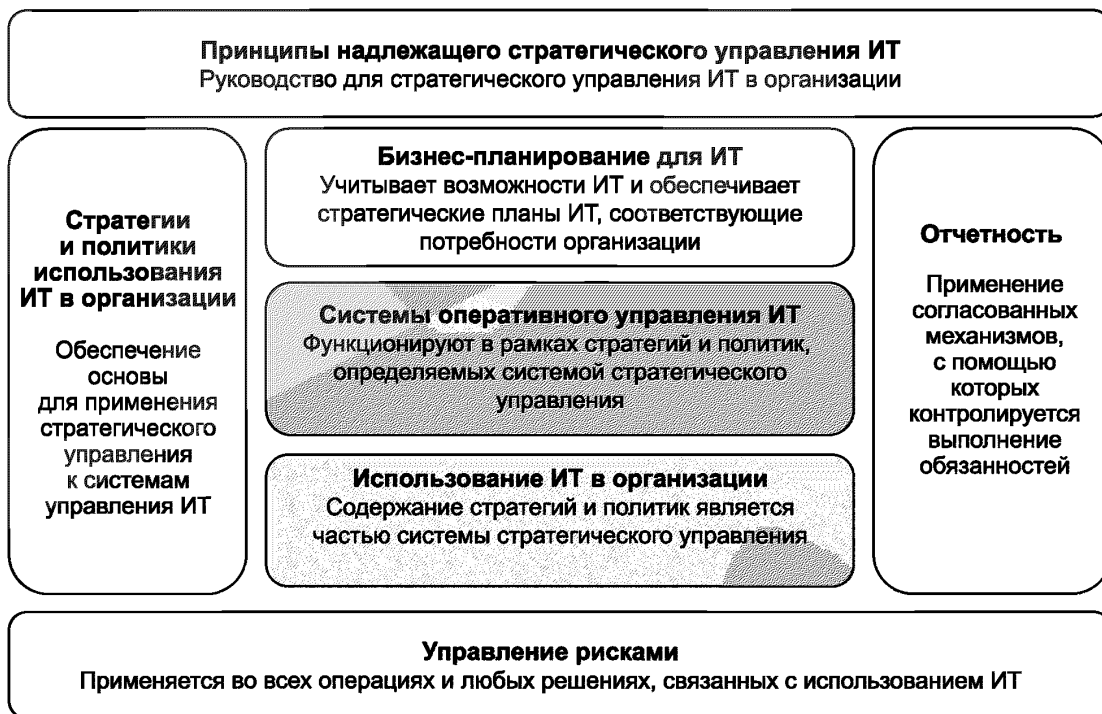 Принципы надлежащего стратегического управления ИТ
Руководство для стратегического управления ИТ в организации
Стратегии
и политики
использования
ИТ в организации
Обеспечение
основы
для применения
стратегического
управления
к системам
управления ИТ
Бизнес-планирование для ИТ
Учитывает возможности ИТ и обеспечивает
стратегические планы ИТ, соответствующие
потребности организации
Системы оперативного управления ИТ
Функционируют в рамках стратегий и политик,
определяемых системой стратегического
управления
Использование ИТ в организации
Содержание стратегий и политик является
частью системы стратегического управления
Отчетность
Применение
согласованных
механизмов,
с помощью
которых
контролируется
выполнение
обязанностей
Управление рисками
Применяется во всех операциях и любых решениях, связанных с использованием ИТ